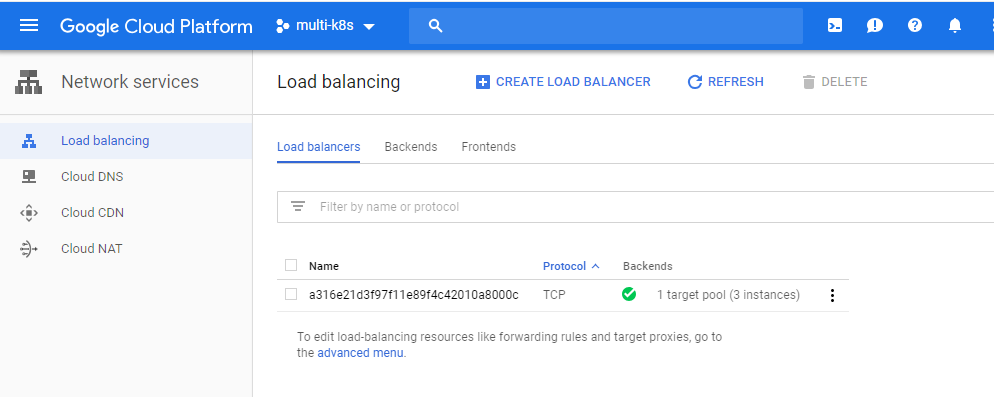 Google Cloud Platform multi-k8s
Network services
Load balancing CREATE LOAD BALANCER REFRESH DELETE
Load balancing
Cloud DNS
Cloud CDN
Cloud NAT
Load balancers Backends Frontends
Filter by name or protocol
Name Protocol Backends
a316e21d3f97f11e89f4c42010a8000c TCP 1 target pool (3 instances)
To edit load-balancing resources like forwarding rules and target proxies, go to
the advanced menu.